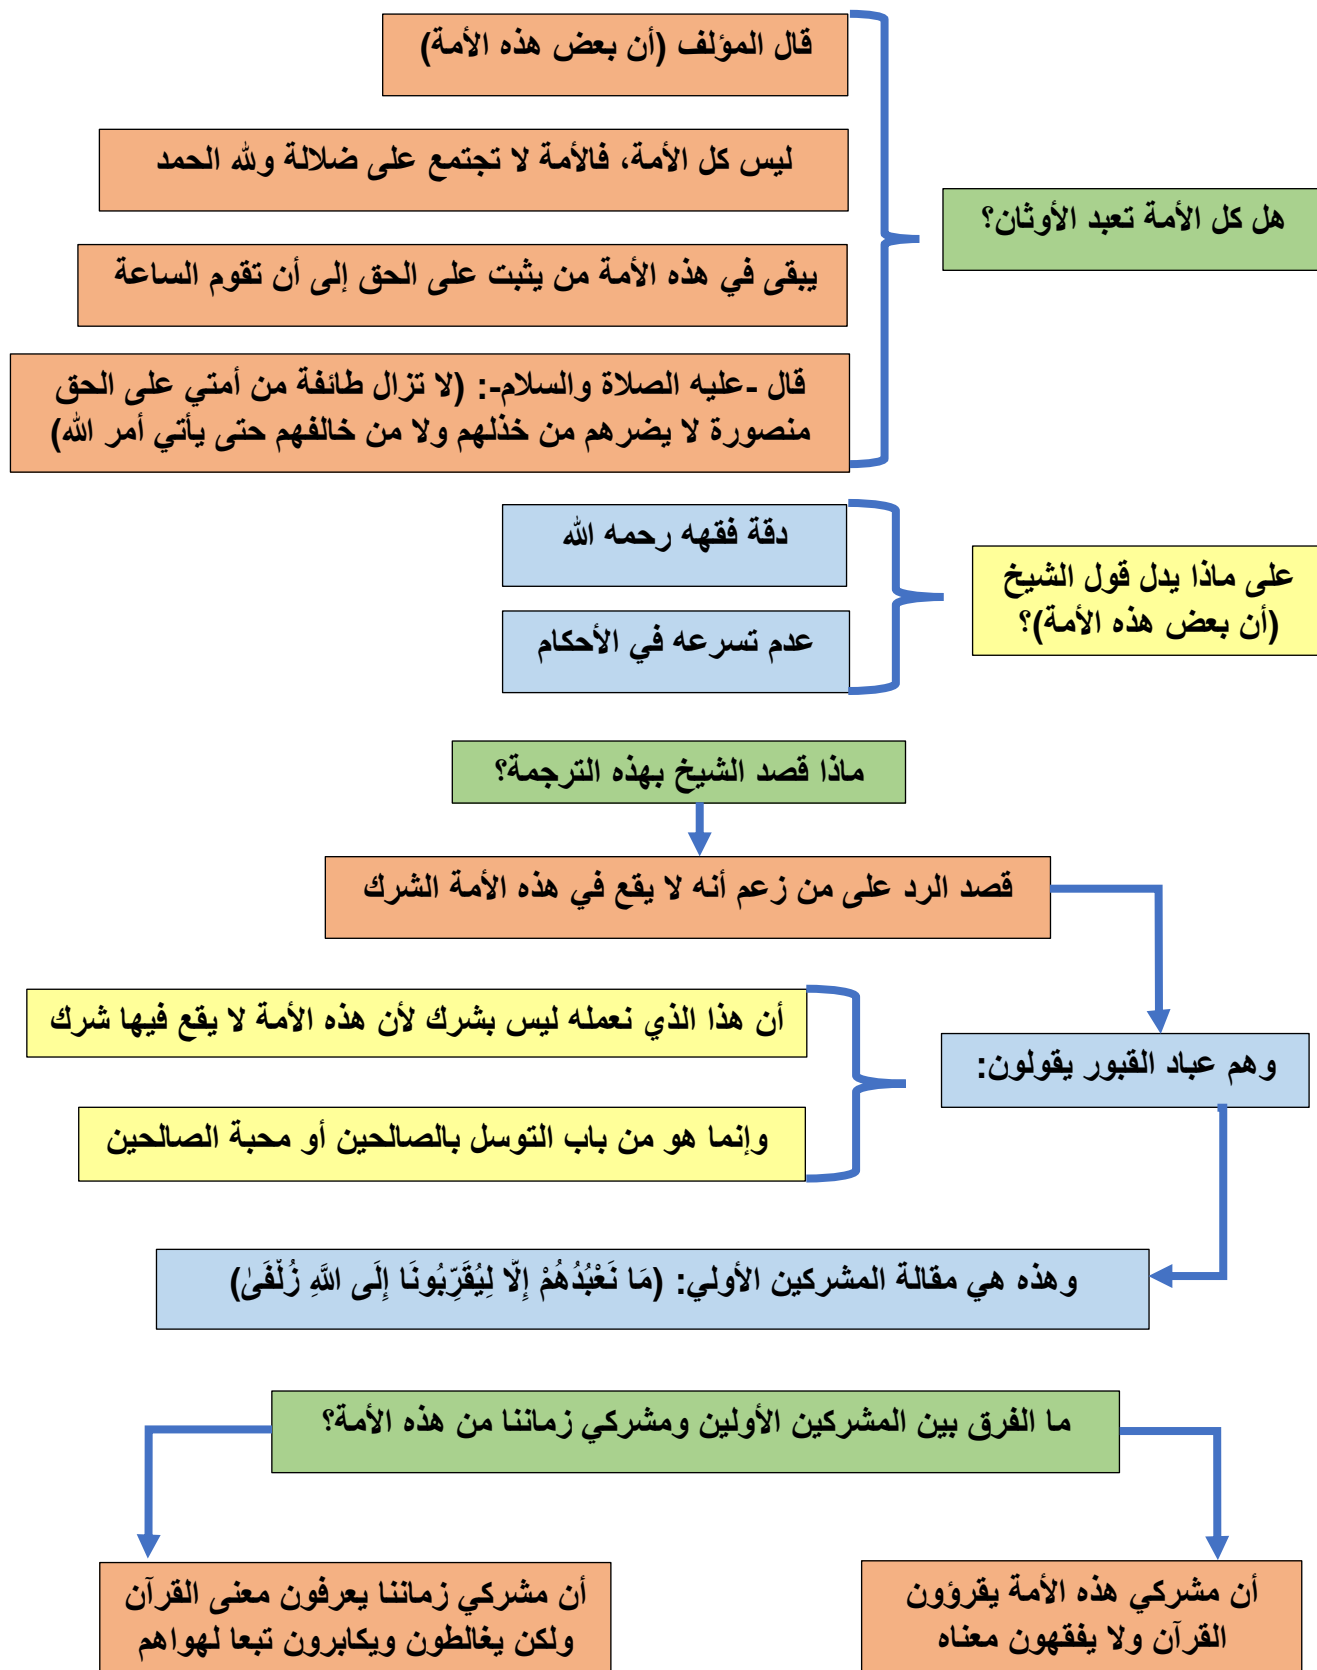 هل كل الأمة تعبد الأوثان؟
قال المؤلف (أن بعض هذه الأمة)
ليس كل الأمة، فالأمة لا تجتمع على ضلالة ولله الحمد
يبقى في هذه الأمة من يثبت على الحق إلى أن تقوم الساعة
قال -عليه الصلاة والسلام-: (لا تزال طائفة من أمتي على الحق
منصورة لا يضرهم من خذلهم ولا من خالفهم حتى يأتي أمر الله)
على ماذا يدل قول الشيخ
(أن بعض هذه الأمة)؟
دقة فقهه رحمه الله
عدم تسرعه في الأحكام
ماذا قصد الشيخ بهذه الترجمة؟
قصد الرد على من زعم أنه لا يقع في هذه الأمة الشرك
وهم عباد القبور يقولون:
أن هذا الذي نعمله ليس بشرك لأن هذه الأمة لا يقع فيها شرك
وإنما هو من باب التوسل بالصالحين أو محبة الصالحين
وهذه هي مقالة المشركين الأولي: (مَا نَعْبُدُهُمْ إِلَّا لِيُقَرِّبُونَا إِلَى اللَّهِ زُلْفَىٰ)
ما الفرق بين المشركين الأولين ومشركي زماننا من هذه الأمة؟
أن مشركي هذه الأمة يقرؤون
القرآن ولا يفقهون معناه
أن مشركي زماننا يعرفون معنى القرآن
ولكن يغالطون ويكابرون تبعا لهواهم